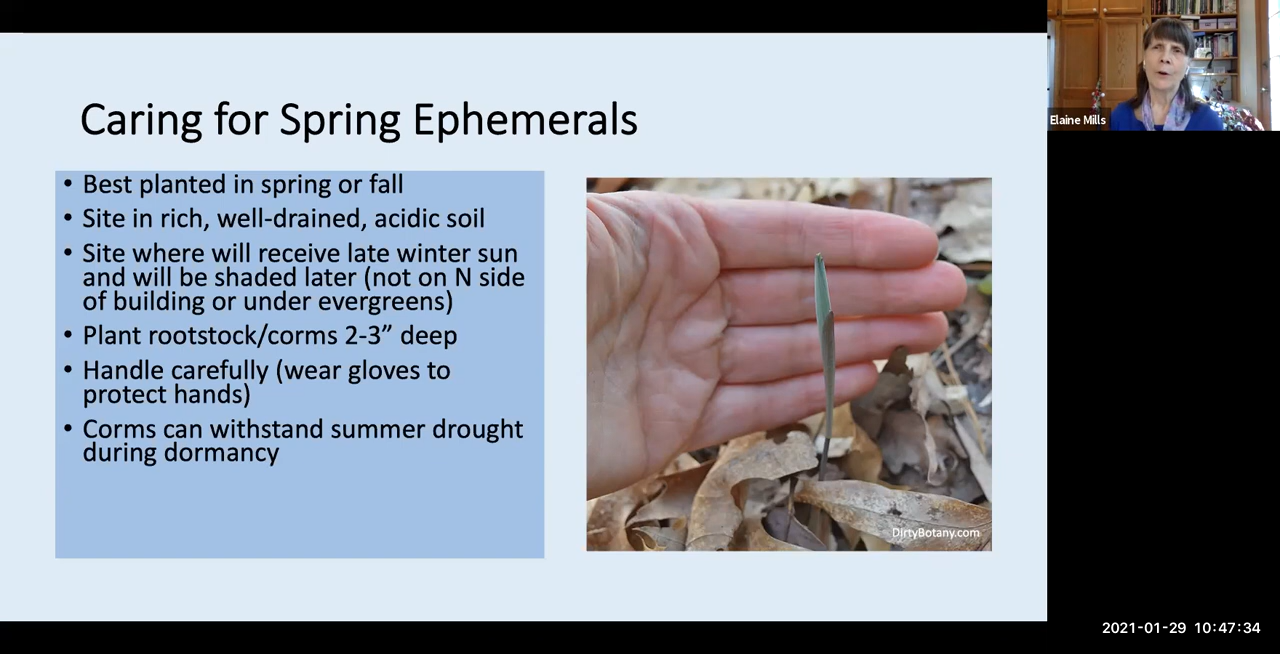 Caring for Spring Ephemerals
• Best planted in spring or fall
• Site in rich, well-drained, acidic soil
• Site where will receive late winter sun
and will be shaded later (not on N side
of building or under evergreens)
• Plant rootstock/corms 2-3” deep
• Handle carefully (wear gloves to
protect hands)
• Corms can withstand summer drought
during dormancy
DirtyBotany.com
Elaine Mills
2021-01-29 10:47:34